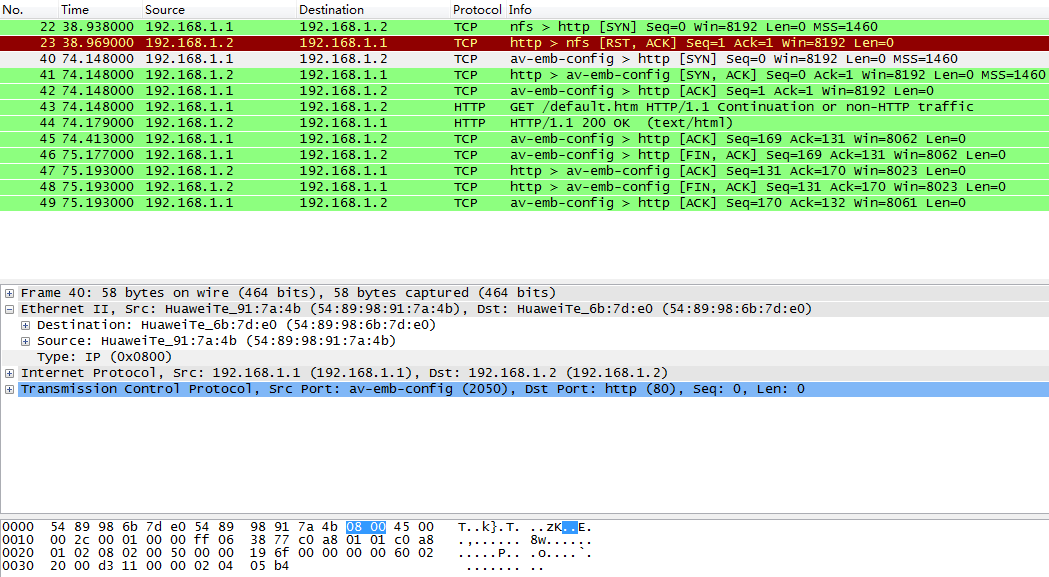 No. Time Source Destination Protocol Info
22 38.938000 192.168.1.1 192.168.1.2 TCP nfs > http [SYN] Seq=0 Win=8192 Len=0 MSS=1460
23 38.969000 192.168.1.2 192.168.1.1 TCP http > nfs [RST, ACK] Seq=1 Ack=1 Win=8192 Len=0
40 74.148000 192.168.1.1 192.168.1.2 TCP av-emb-config > http [SYN] Seq=0 Win=8192 Len=0 MSS=1460
41 74.148000 192.168.1.2 192.168.1.1 TCP http > av-emb-config [SYN, ACK] Seq=0 Ack=1 Win=8192 Len=0 MSS=1460
42 74.148000 192.168.1.1 192.168.1.2 TCP av-emb-config > http [ACK] Seq=1 Ack=1 Win=8192 Len=0
43 74.148000 192.168.1.1 192.168.1.2 HTTP GET /default.htm HTTP/1.1 Continuation or non-HTTP traffic
44 74.179000 192.168.1.2 192.168.1.1 HTTP HTTP/1.1 200 OK (text/html)
45 74.413000 192.168.1.1 192.168.1.2 TCP av-emb-config > http [ACK] Seq=169 Ack=131 Win=8062 Len=0
46 75.177000 192.168.1.1 192.168.1.2 TCP av-emb-config > http [FIN, ACK] Seq=169 Ack=131 Win=8062 Len=0
47 75.193000 192.168.1.2 192.168.1.1 TCP http > av-emb-config [ACK] Seq=131 Ack=170 Win=8023 Len=0
48 75.193000 192.168.1.2 192.168.1.1 TCP http > av-emb-config [FIN, ACK] Seq=131 Ack=170 Win=8023 Len=0
49 75.193000 192.168.1.1 192.168.1.2 TCP av-emb-config > http [ACK] Seq=170 Ack=132 Win=8061 Len=0
Frame 40: 58 bytes on wire (464 bits), 58 bytes captured (464 bits)
Ethernet II, Src: HuaweiTe_91:7a:4b (54:89:98:91:7a:4b), Dst: HuaweiTe_6b:7d:e0 (54:89:98:6b:7d:e0)
Destination: HuaweiTe_6b:7d:e0 (54:89:98:6b:7d:e0)
Source: HuaweiTe_91:7a:4b (54:89:98:91:7a:4b)
Type: IP (0x0800)
Internet Protocol, Src: 192.168.1.1 (192.168.1.1), Dst: 192.168.1.2 (192.168.1.2)
Transmission Control Protocol, Src Port: av-emb-config (2050), Dst Port: http (80), Seq: 0, Len: 0
0000 54 89 98 6b 7d e0 54 89 98 91 7a 4b 08 00 45 00 T..k}.T. ..zK..E.
0010 00 2c 00 01 00 00 ff 06 38 77 c0 a8 01 01 c0 a8 .,...... 8w......
0020 01 02 08 02 00 50 00 00 19 6f 00 00 00 00 60 02 .....P.. .o....`.
0030 20 00 d3 11 00 00 02 04 05 b4 ....... ..